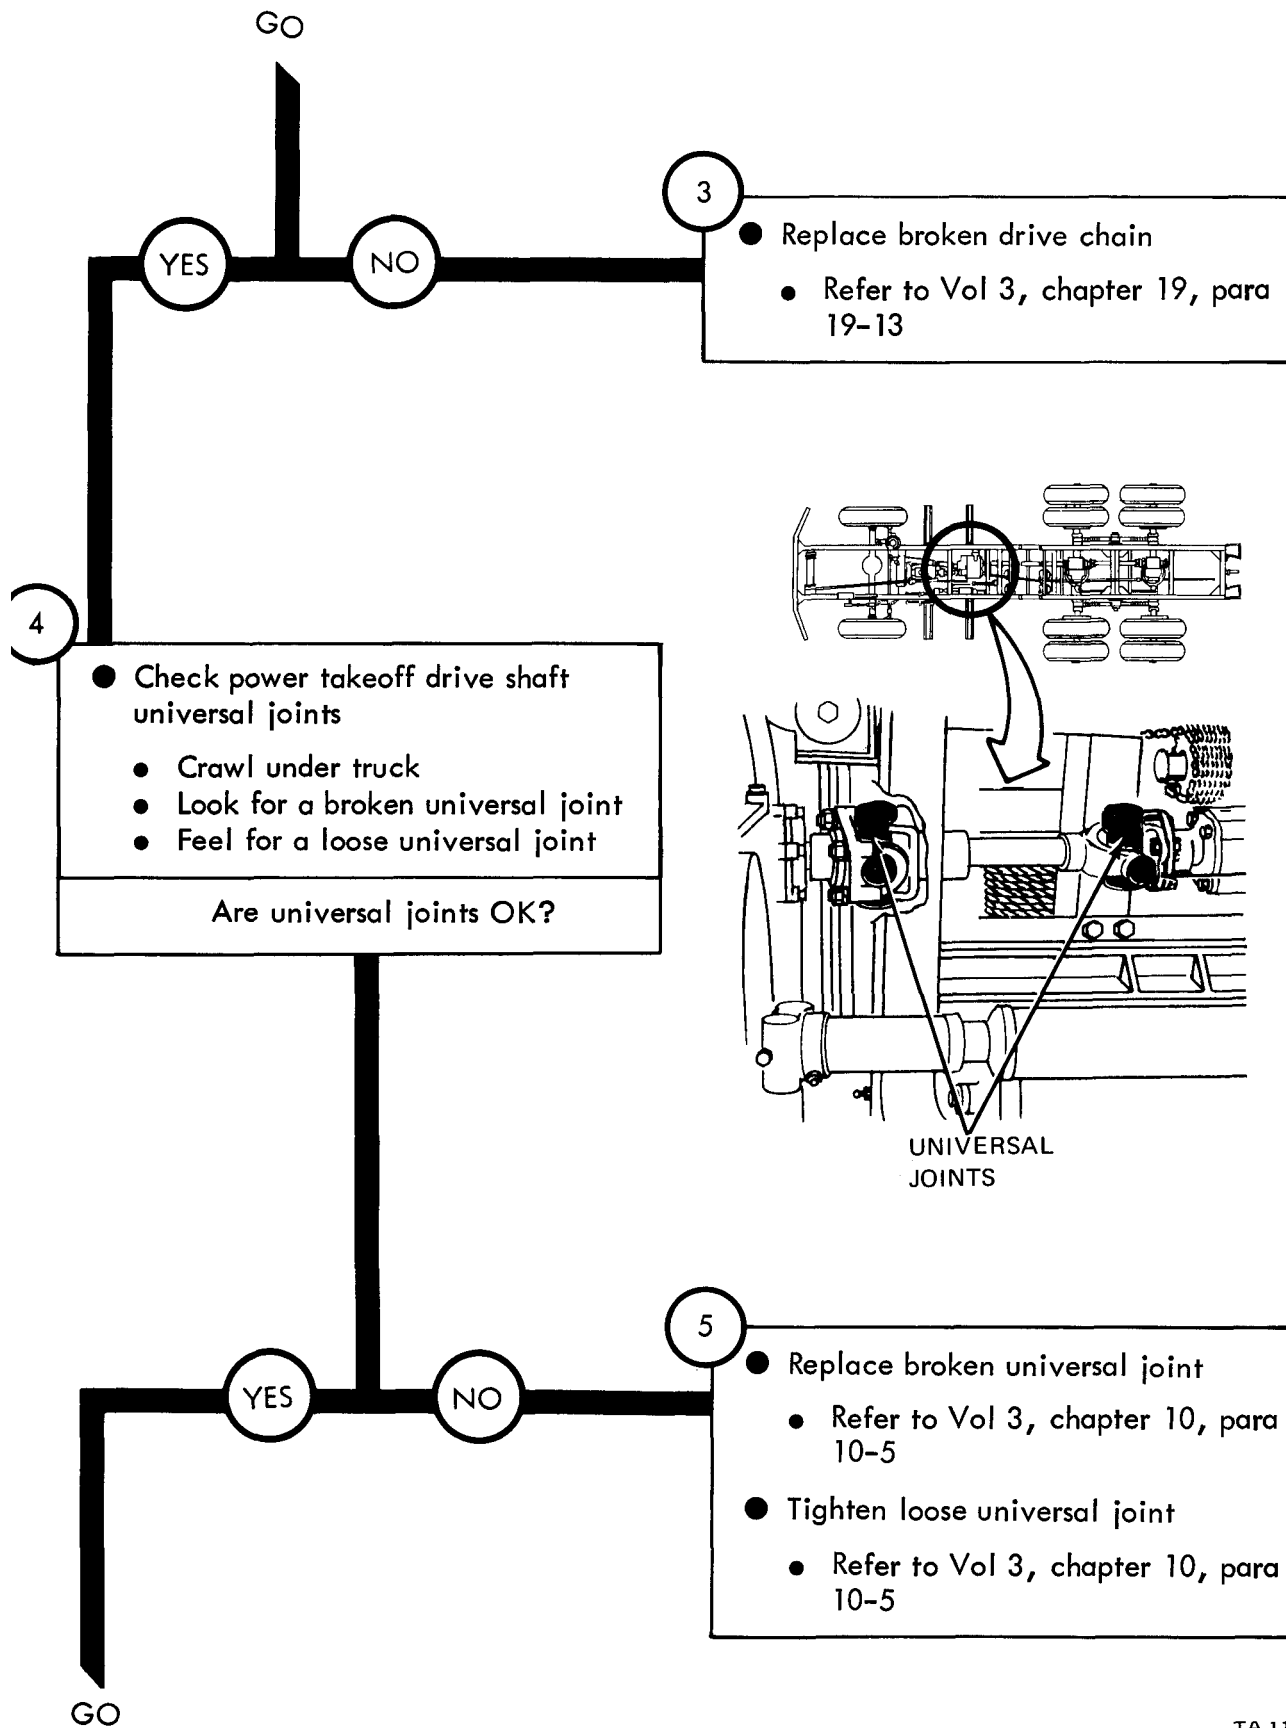 GO
YES
NO
3
● Replace broken drive chain
● Refer to Vol 3, chapter 19, para
19-13
4
● Check power takeoff drive shaft
universal joints
● Crawl under truck
● Look for a broken universal joint
● Feel for a loose universal joint
Are universal joints OK?
UNIVERSAL
JOINTS
YES
NO
5
● Replace broken universal joint
● Refer to Vol 3, chapter 10, para
10-5
● Tighten loose universal joint
● Refer to Vol 3, chapter 10, para
10-5
GO